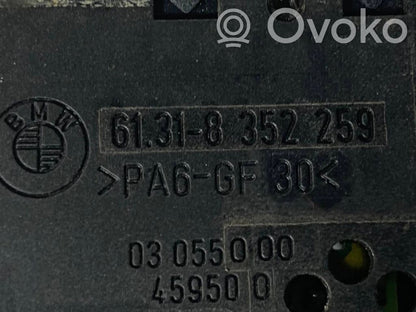 Ovoko
BMW
61.31-8 352 259
>PA6-GF 30<
03 0550 00
45950 0